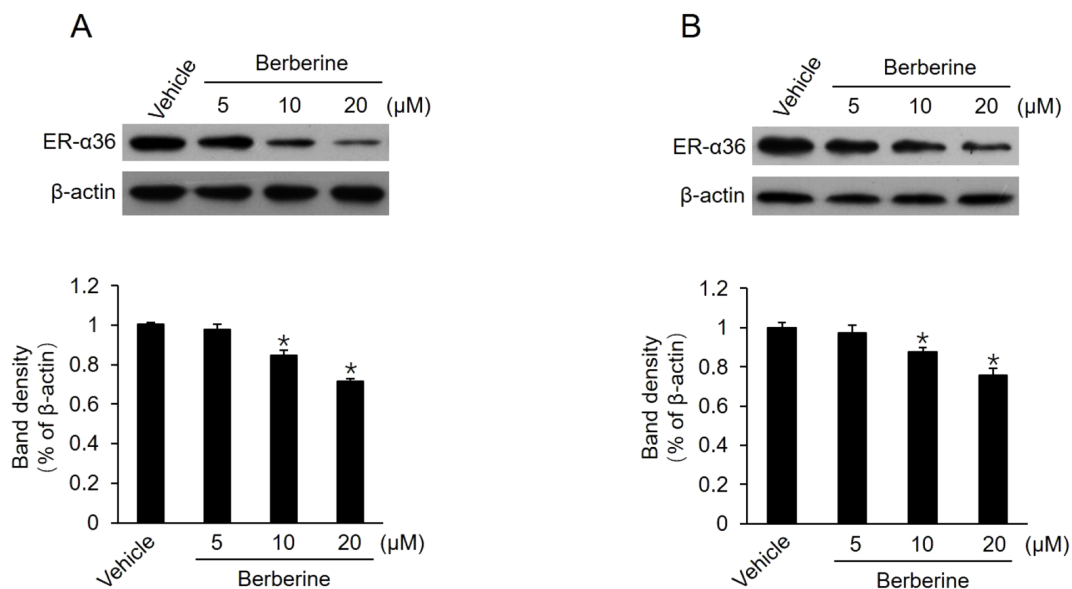 A
Vehicle
Berberine
5 10 20 (μM)
ER-α36
β-actin
1.2
1
0.8
0.6
0.4
0.2
0
Band density
(% of β-actin)
*
*
Vehicle
5 10 20 (μM)
Berberine
B
Vehicle
Berberine
5 10 20 (μM)
ER-α36
β-actin
1.2
1
0.8
0.6
0.4
0.2
0
Band density
(% of β-actin)
*
*
Vehicle
5 10 20 (μM)
Berberine